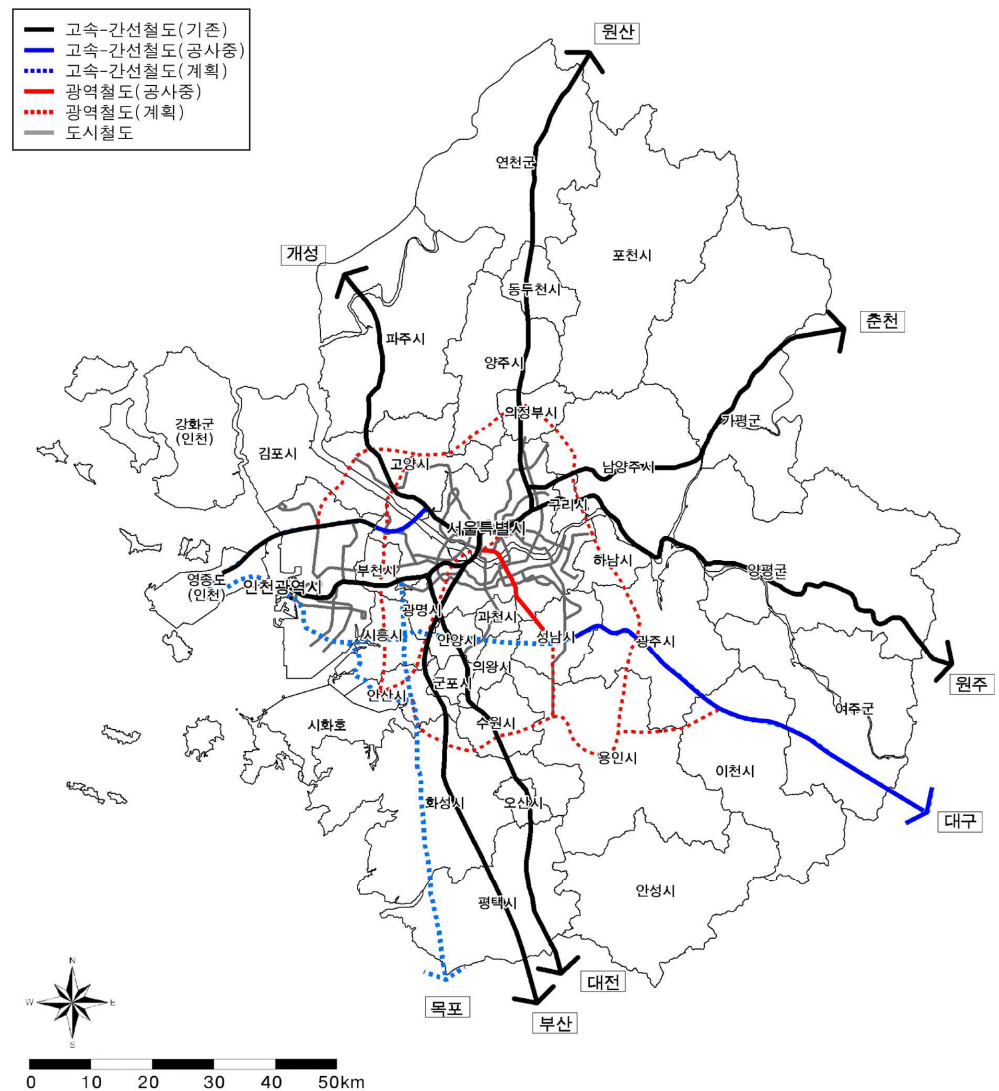 고속-간선철도(기존)
고속-간선철도(공사중)
고속-간선철도(계획)
광역철도(공사중)
광역철도(계획)
도시철도
원산
연천군
포천시
개성
동두천시
춘천
파주시
양주시
가평군
의정부시
강화군
(인천)
김포시
고양시
남양주시
구리시
서울특별시
하남시
영종도
(인천)
인천광역시
부천시
양평군
광명시
과천시
시흥시
안양시
성남시
광주시
의왕시
군포시
원주
안산시
여주군
시화호
수원시
용인시
이천시
화성시
오산시
대구
안성시
평택시
대전
목포
부산
N
W
E
S
0
10
20
30
40
50km